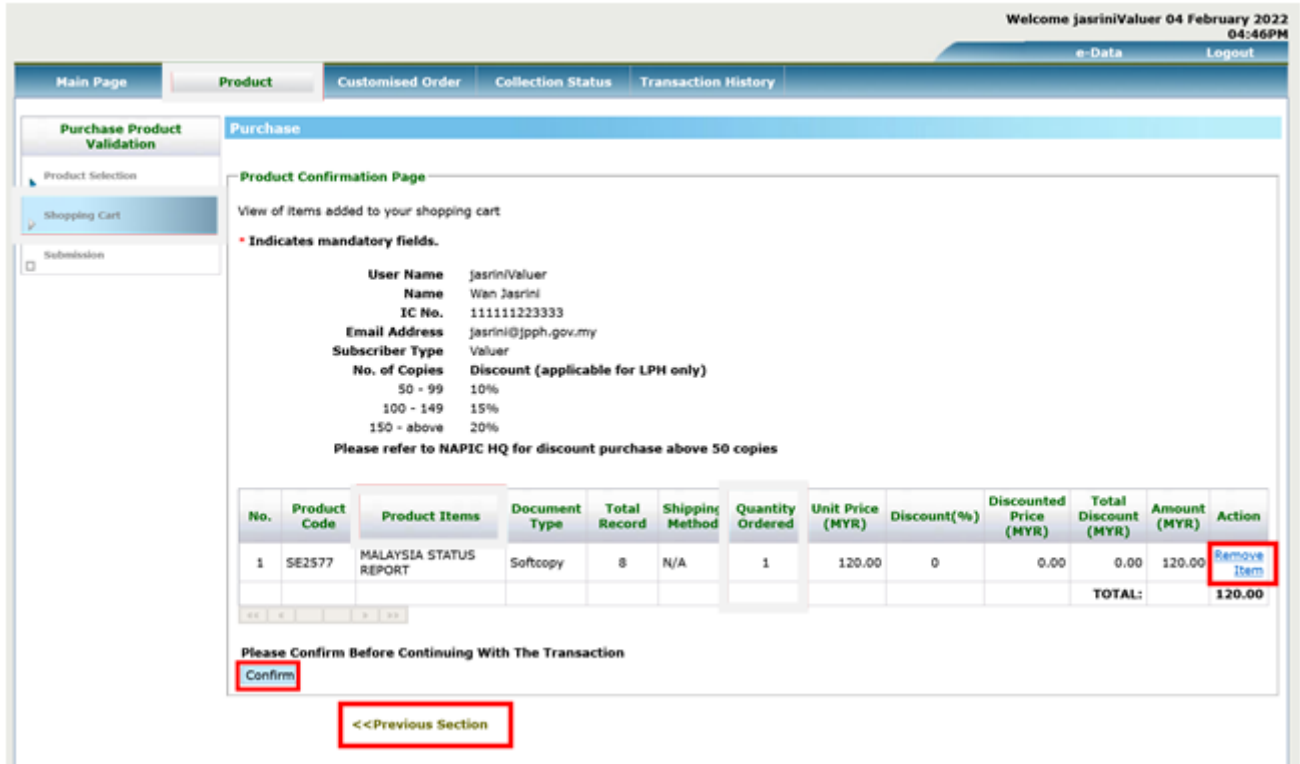 Welcome jasriniValuer 04 February 2022
04:46PM
e-Data Logout
Main Page Product Customised Order Collection Status Transaction History
Purchase Product
Validation
Product Selection
Shopping Cart
Submission
Purchase
Product Confirmation Page
View of items added to your shopping cart
* Indicates mandatory fields.
User Name jasriniValuer
Name Wan Jasrini
IC No. 111111223333
Email Address jasrini@jpph.gov.my
Subscriber Type Valuer
No. of Copies Discount (applicable for LPH only)
50 - 99 10%
100 - 149 15%
150 - above 20%
Please refer to NAPIC HQ for discount purchase above 50 copies
No. Product Code Product Items Document Type Total Record Shipping Method Quantity Ordered Unit Price (MYR) Discount(%) Discounted Price (MYR) Total Discount (MYR) Amount (MYR) Action
1 SE2577 MALAYSIA STATUS REPORT Softcopy 8 N/A 1 120.00 0 0.00 0.00 120.00 Remove Item
TOTAL: 120.00
<< < > >>
Please Confirm Before Continuing With The Transaction
Confirm
<<Previous Section